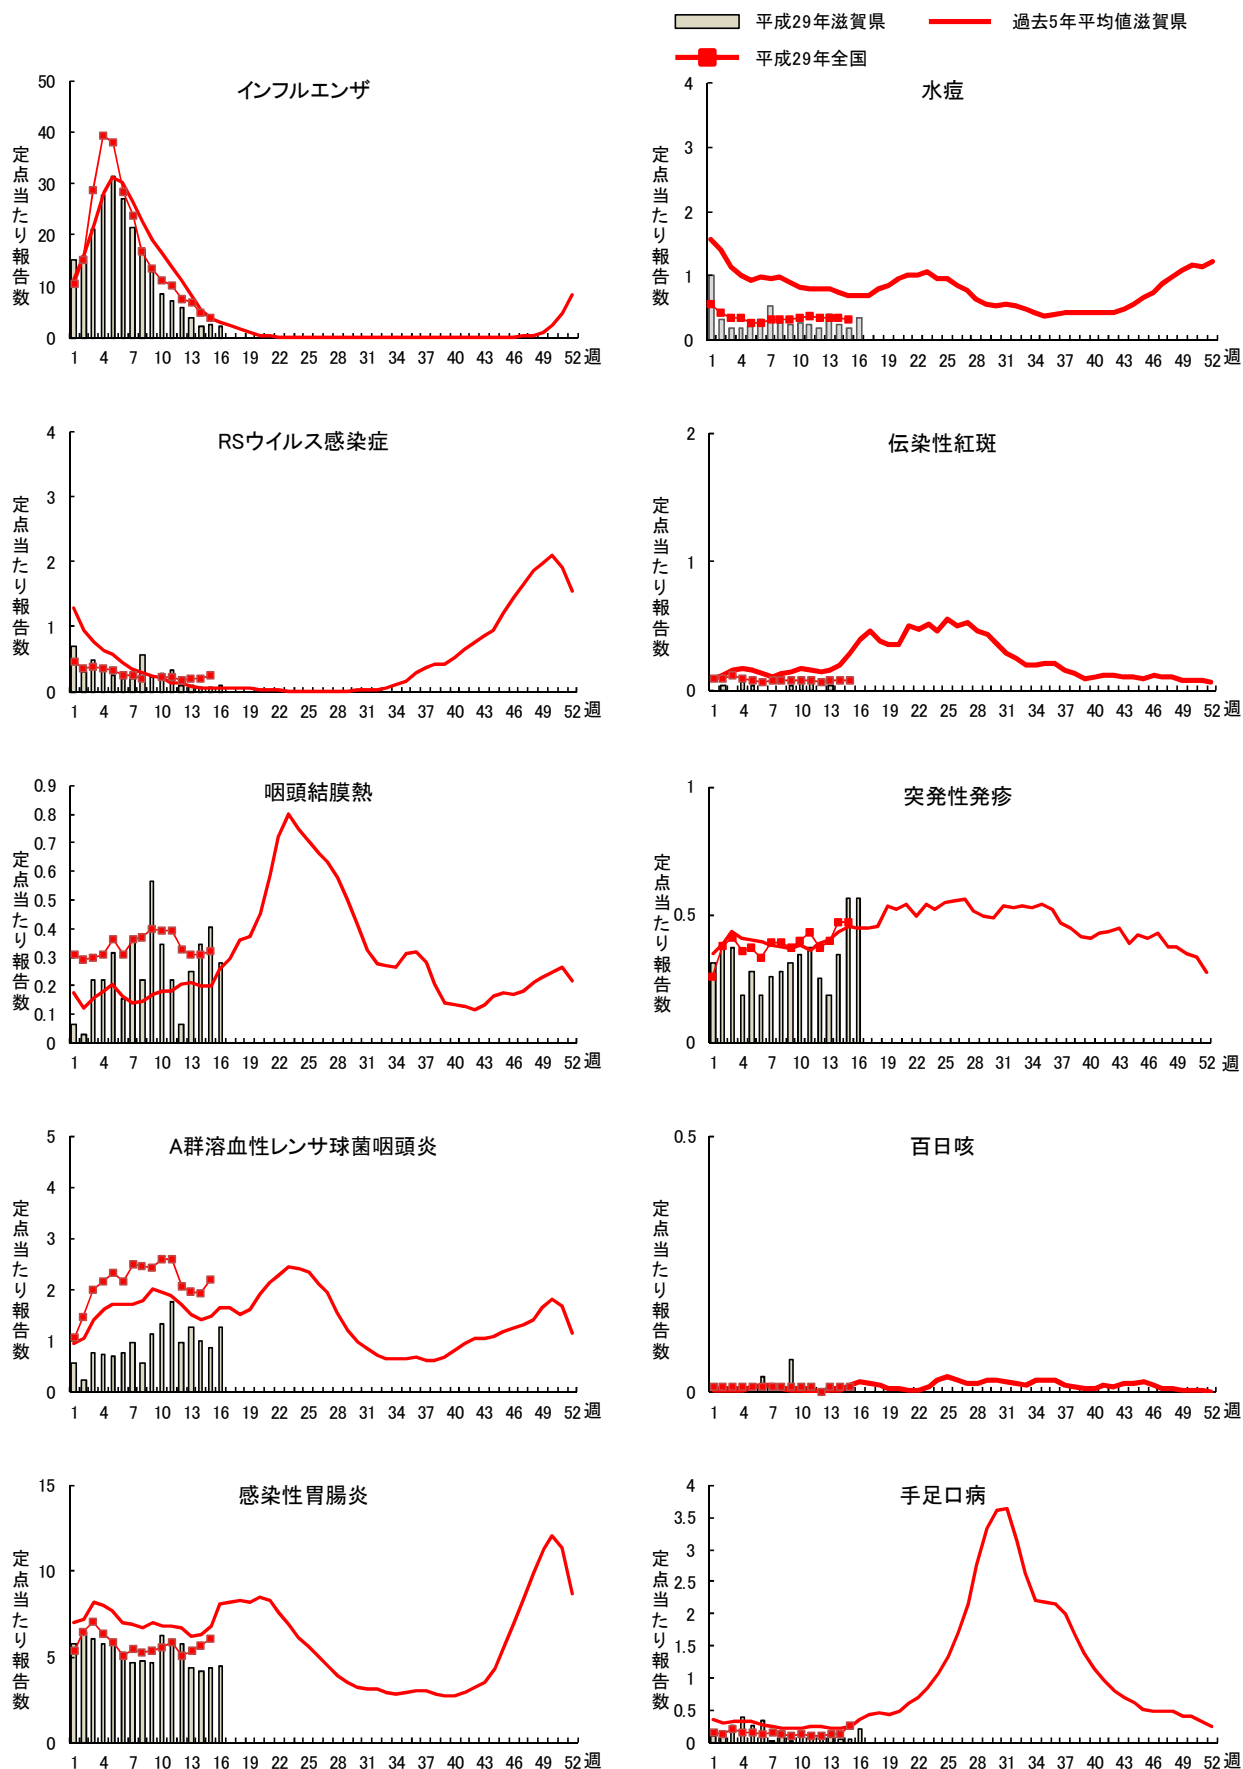 平成29年滋賀県 過去5年平均値滋賀県
平成29年全国
インフルエンザ
定点当たり報告数
50
40
30
20
10
0
1 4 7 10 13 16 19 22 25 28 31 34 37 40 43 46 49 52 週
水痘
定点当たり報告数
4
3
2
1
0
1 4 7 10 13 16 19 22 25 28 31 34 37 40 43 46 49 52 週
RSウイルス感染症
定点当たり報告数
4
3
2
1
0
1 4 7 10 13 16 19 22 25 28 31 34 37 40 43 46 49 52 週
伝染性紅斑
定点当たり報告数
2
1
0
1 4 7 10 13 16 19 22 25 28 31 34 37 40 43 46 49 52 週
咽頭結膜熱
定点当たり報告数
0.9
0.8
0.7
0.6
0.5
0.4
0.3
0.2
0.1
0
1 4 7 10 13 16 19 22 25 28 31 34 37 40 43 46 49 52 週
突発性発疹
定点当たり報告数
1
0.5
0
1 4 7 10 13 16 19 22 25 28 31 34 37 40 43 46 49 52 週
A群溶血性レンサ球菌咽頭炎
定点当たり報告数
5
4
3
2
1
0
1 4 7 10 13 16 19 22 25 28 31 34 37 40 43 46 49 52 週
百日咳
定点当たり報告数
0.5
0
1 4 7 10 13 16 19 22 25 28 31 34 37 40 43 46 49 52 週
感染性胃腸炎
定点当たり報告数
15
10
5
0
1 4 7 10 13 16 19 22 25 28 31 34 37 40 43 46 49 52 週
手足口病
定点当たり報告数
4
3.5
3
2.5
2
1.5
1
0.5
0
1 4 7 10 13 16 19 22 25 28 31 34 37 40 43 46 49 52 週